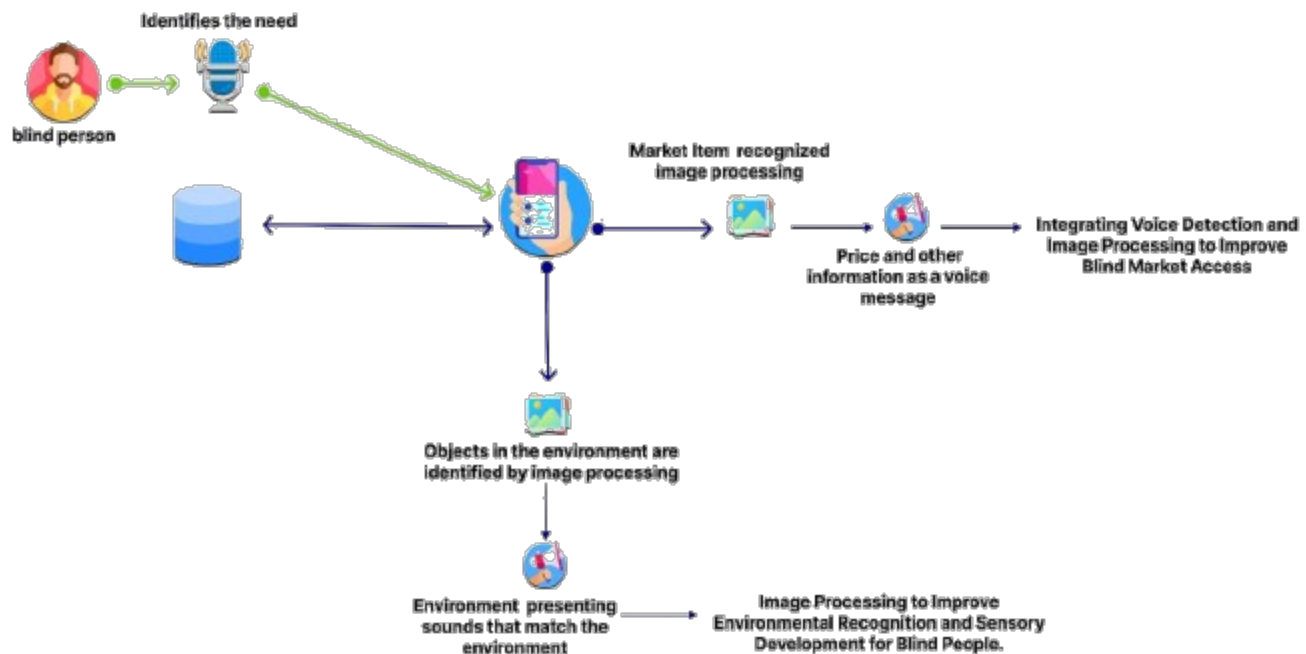 Identifies the need
blind person
Market Item recognized
image processing
Price and other
information as a voice
message
Integrating Voice Detection and
Image Processing to Improve
Blind Market Access
Objects in the environment are
identified by image processing
Environment presenting
sounds that match the
environment
Image Processing to Improve
Environmental Recognition and Sensory
Development for Blind People.